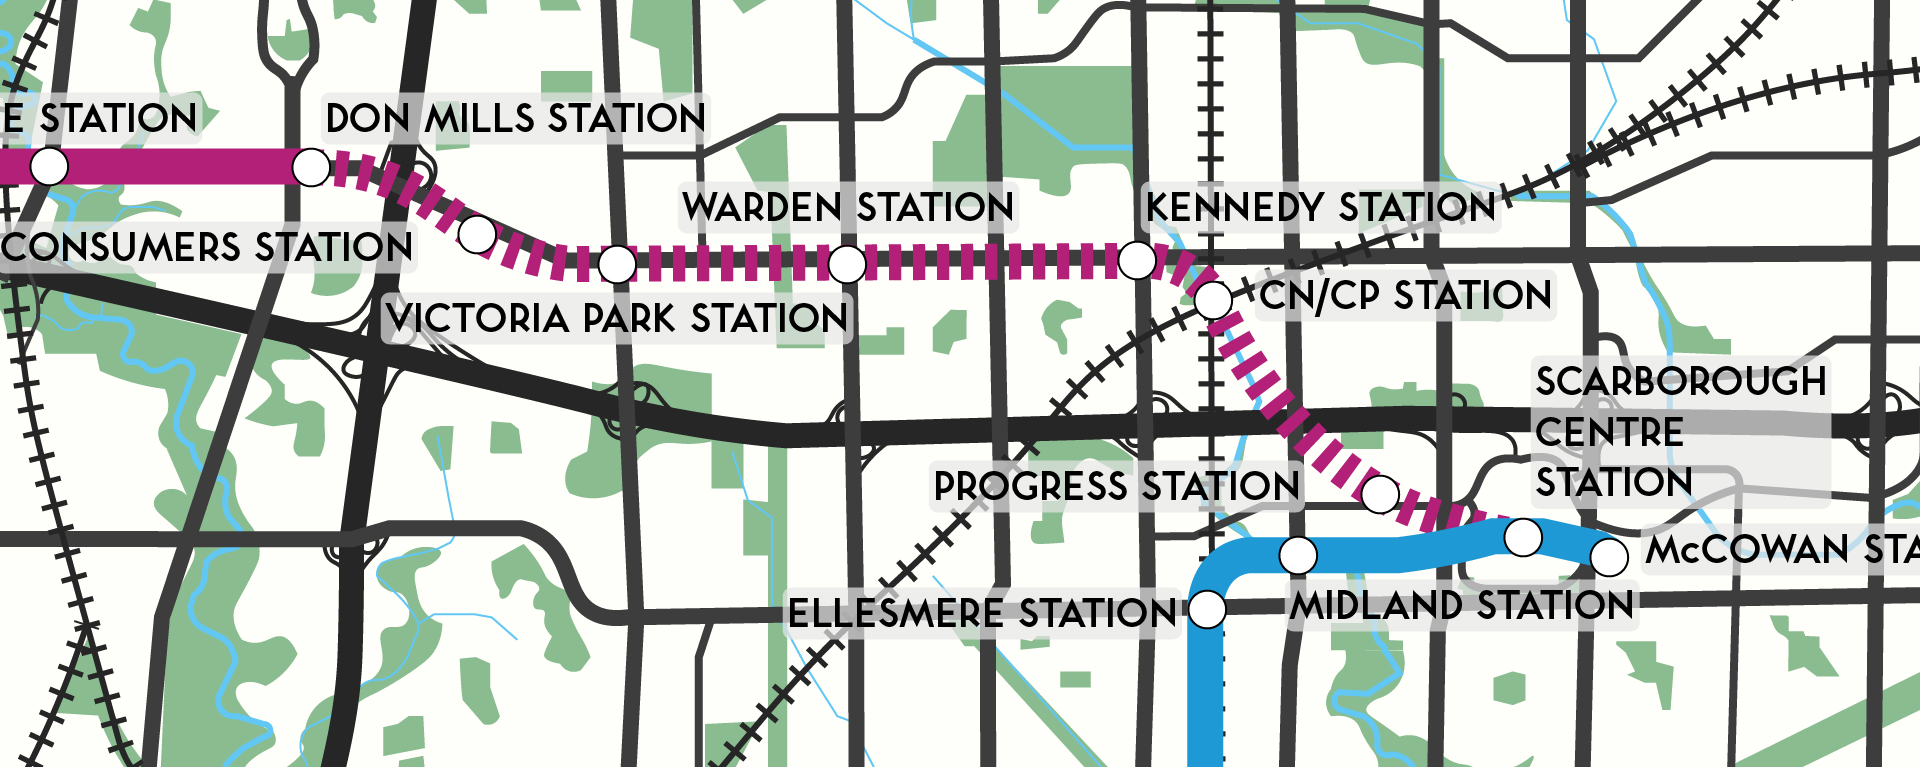 E STATION
DON MILLS STATION
WARDEN STATION
KENNEDY STATION
CONSUMERS STATION
CN/CP STATION
VICTORIA PARK STATION
SCARBOROUGH
CENTRE
STATION
PROGRESS STATION
McCOWAN STA
ELLESMERE STATION
MIDLAND STATION